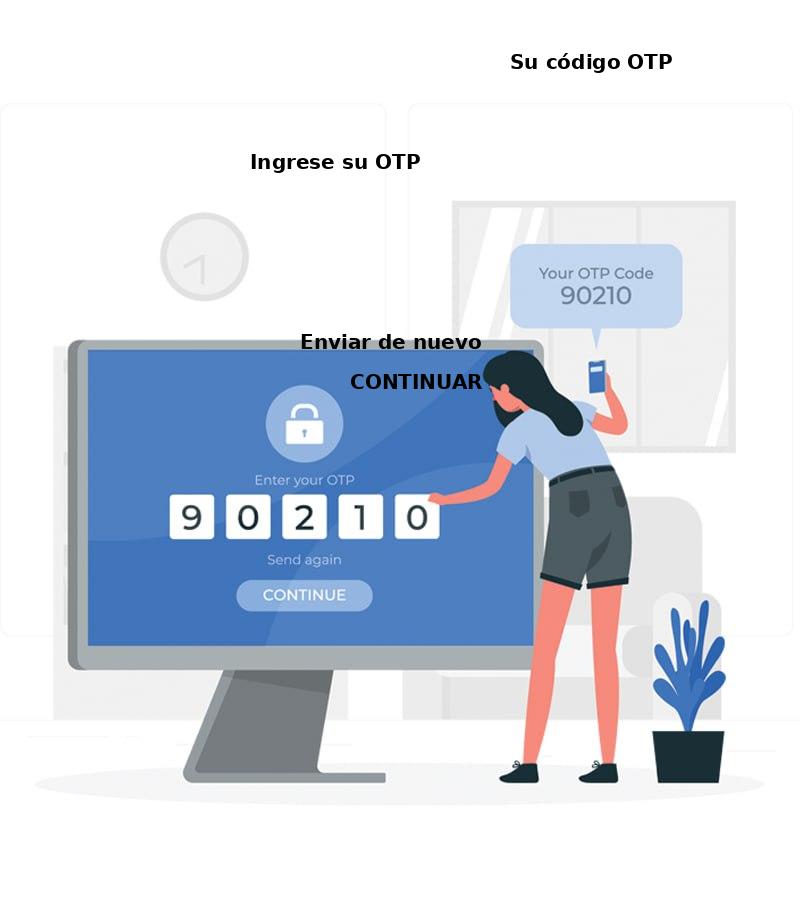 Su código OTP
Ingrese su OTP
Your OTP Code
90210
Enviar de nuevo
CONTINUAR
Enter your OTP
9 0 2 1 0
Send again
CONTINUE